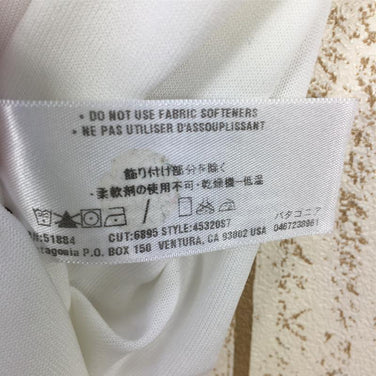 • DO NOT USE FABRIC SOFTENERS
• NE PAS UTILISER D'ASSOUPLISSANT
飾り付け部分を除く
・柔軟剤の使用不可・乾燥機−低温
:51884 CUT:6895 STYLE:45320S7 パタゴニア
tagonia P.O. BOX 150 VENTURA, CA 93002 USA 0467238961